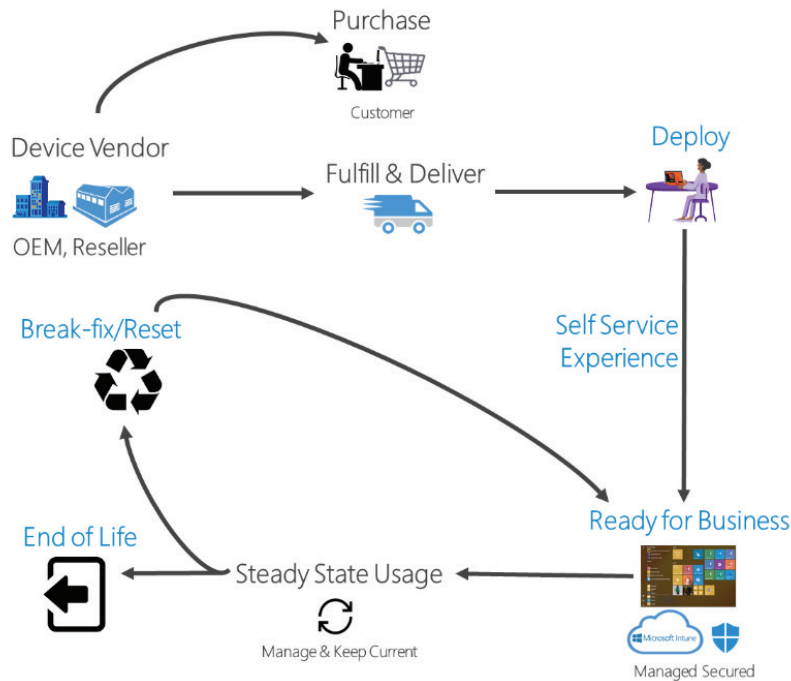 Purchase
Customer
Device Vendor
OEM, Reseller
Fulfill & Deliver
Deploy
Self Service
Experience
Break-fix/Reset
Ready for Business
Microsoft Intune
Managed Secured
Steady State Usage
Manage & Keep Current
End of Life